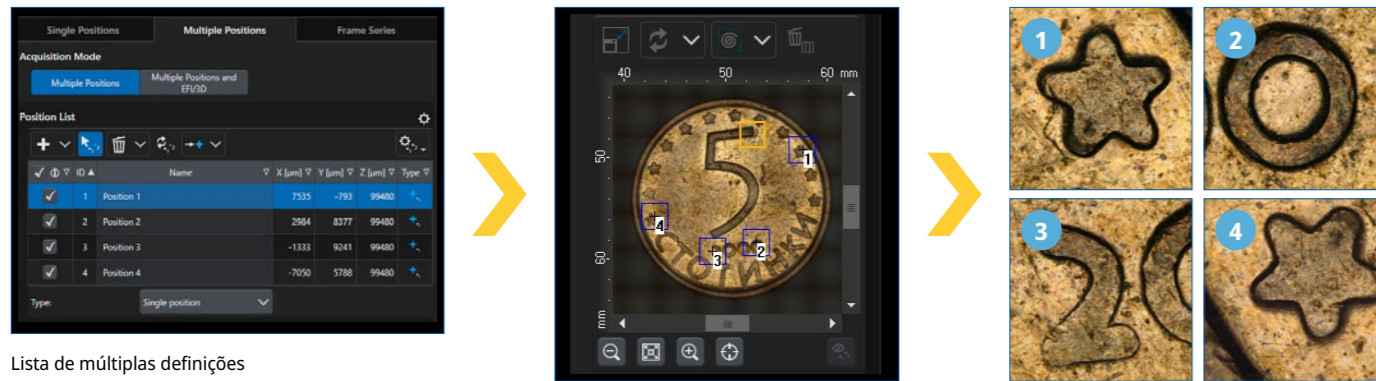 Single Positions Multiple Positions Frame Series
Acquisition Mode
Multiple Positions
Multiple Positions and
EFI/3D
Position List
ID Name X [µm] Y [µm] Z [µm] Type
1 Position 1 7535 -793 99480
2 Position 2 2984 8377 99480
3 Position 3 -1333 9241 99480
4 Position 4 -7050 5788 99480
Type: Single position
Lista de múltiplas definições
40 50 60 mm
50
60
mm
5
СТОТИНКИ
1
4
3
2
1
2
3
4